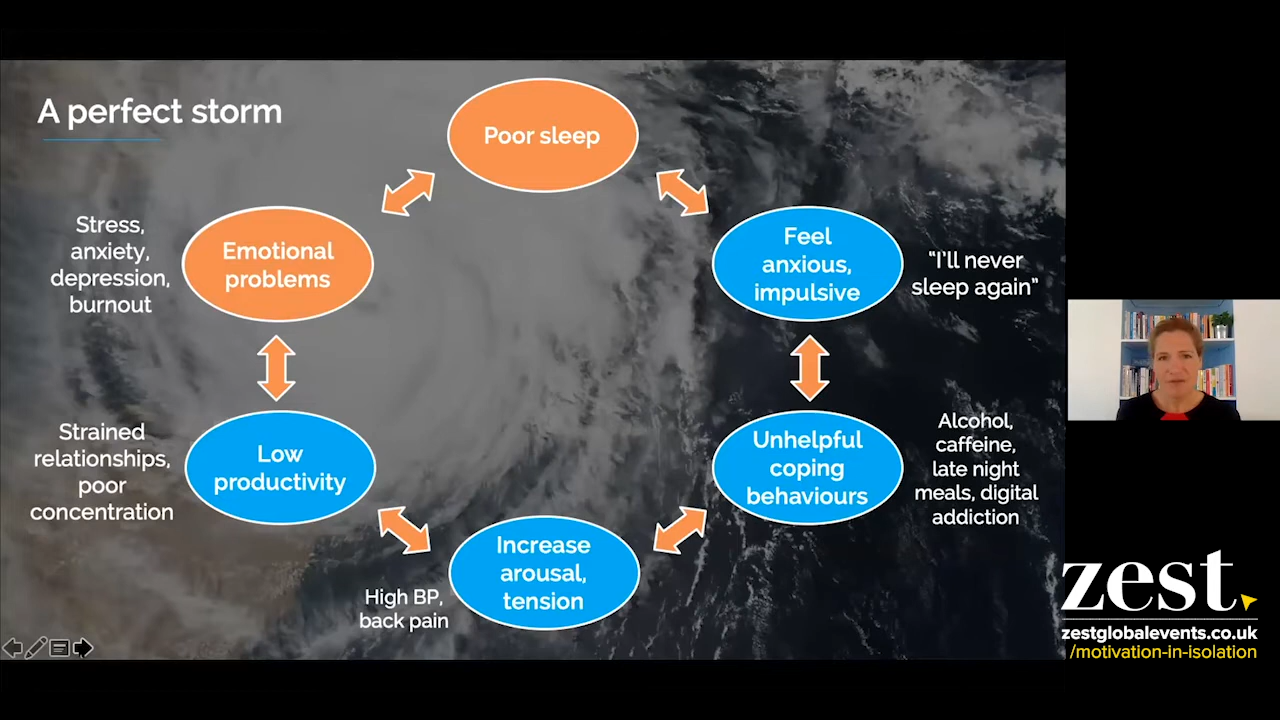 A perfect storm
Poor sleep
Stress,
anxiety,
depression,
burnout
Emotional
problems
Feel
anxious,
impulsive
“I’ll never
sleep again”
Strained
relationships,
poor
concentration
Low
productivity
Unhelpful
coping
behaviours
Alcohol,
caffeine,
late night
meals, digital
addiction
Increase
arousal,
tension
High BP,
back pain
zest.
zestglobalevents.co.uk
/motivation-in-isolation